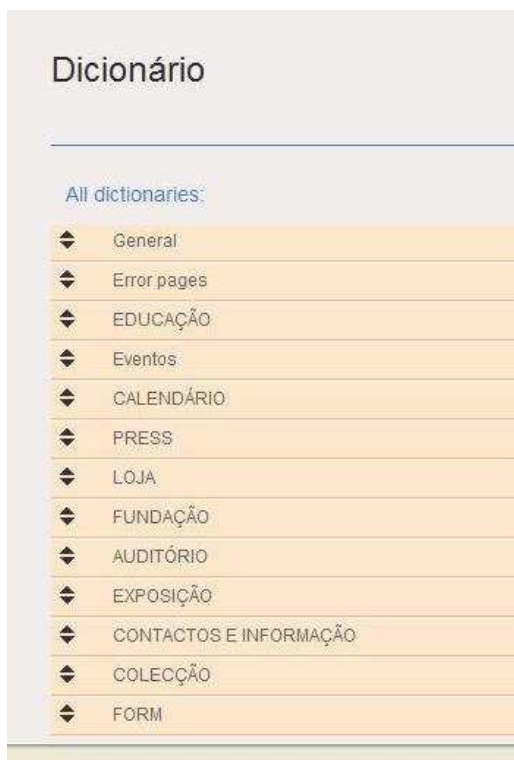 Dicionário
All dictionaries:
General
Error pages
EDUCAÇÃO
Eventos
CALENDÁRIO
PRESS
LOJA
FUNDAÇÃO
AUDITÓRIO
EXPOSIÇÃO
CONTACTOS E INFORMAÇÃO
COLECÇÃO
FORM